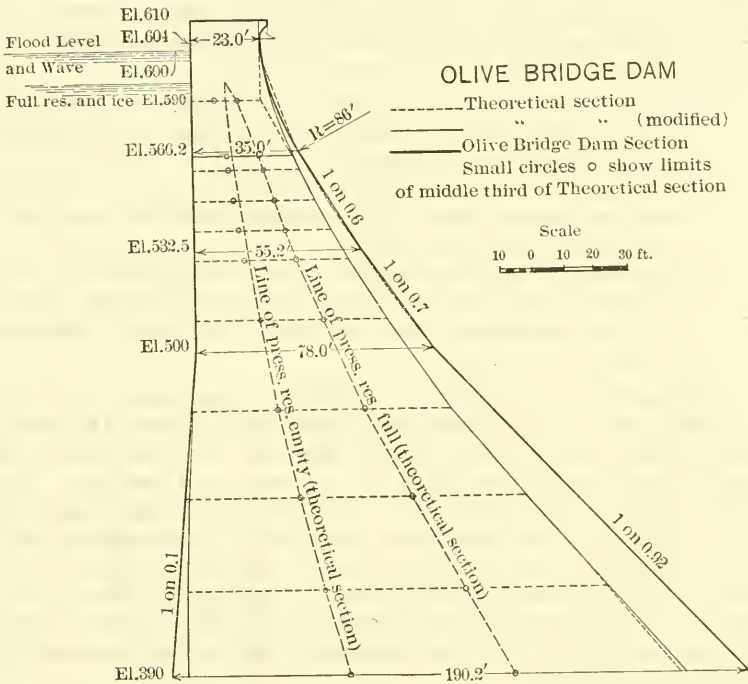 El.610
Flood Level El.604
23.0'
and Wave El.600
Full res. and ice El.590
OLIVE BRIDGE DAM
Theoretical section
" " (modified)
Olive Bridge Dam Section
Small circles o show limits
of middle third of Theoretical section
Scale
10 0 10 20 30 ft.
R=86'
El.566.2
35.0'
1 on 0.6
El.532.5
55.2'
1 on 0.7
El.500
78.0'
Line of press. res. empty (theoretical section)
Line of press. res. full (theoretical section)
1 on 0.92
1 on 0.1
El.390
190.2'